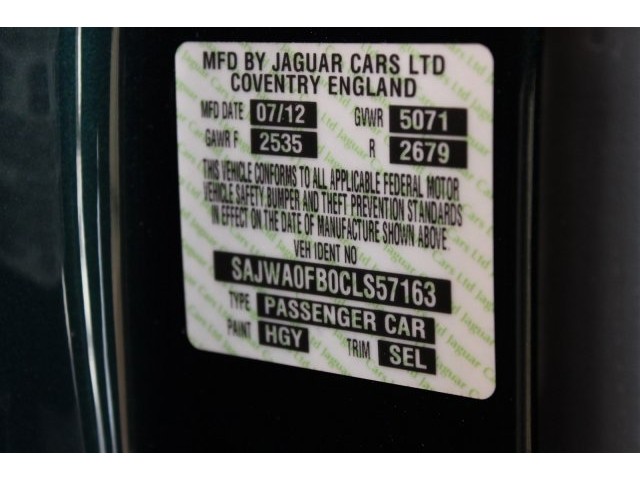 MFD BY JAGUAR CARS LTD
COVENTRY ENGLAND
MFD DATE 07/12 GVWR 5071
GAWR F 2535 R 2679
THIS VEHICLE CONFORMS TO ALL APPLICABLE FEDERAL MOTOR
VEHICLE SAFETY BUMPER AND THEFT PREVENTION STANDARDS
IN EFFECT ON THE DATE OF MANUFACTURE SHOWN ABOVE
VEH IDENT NO
SAJWA0FB0CLS57163
TYPE PASSENGER CAR
PAINT HGY TRIM SEL